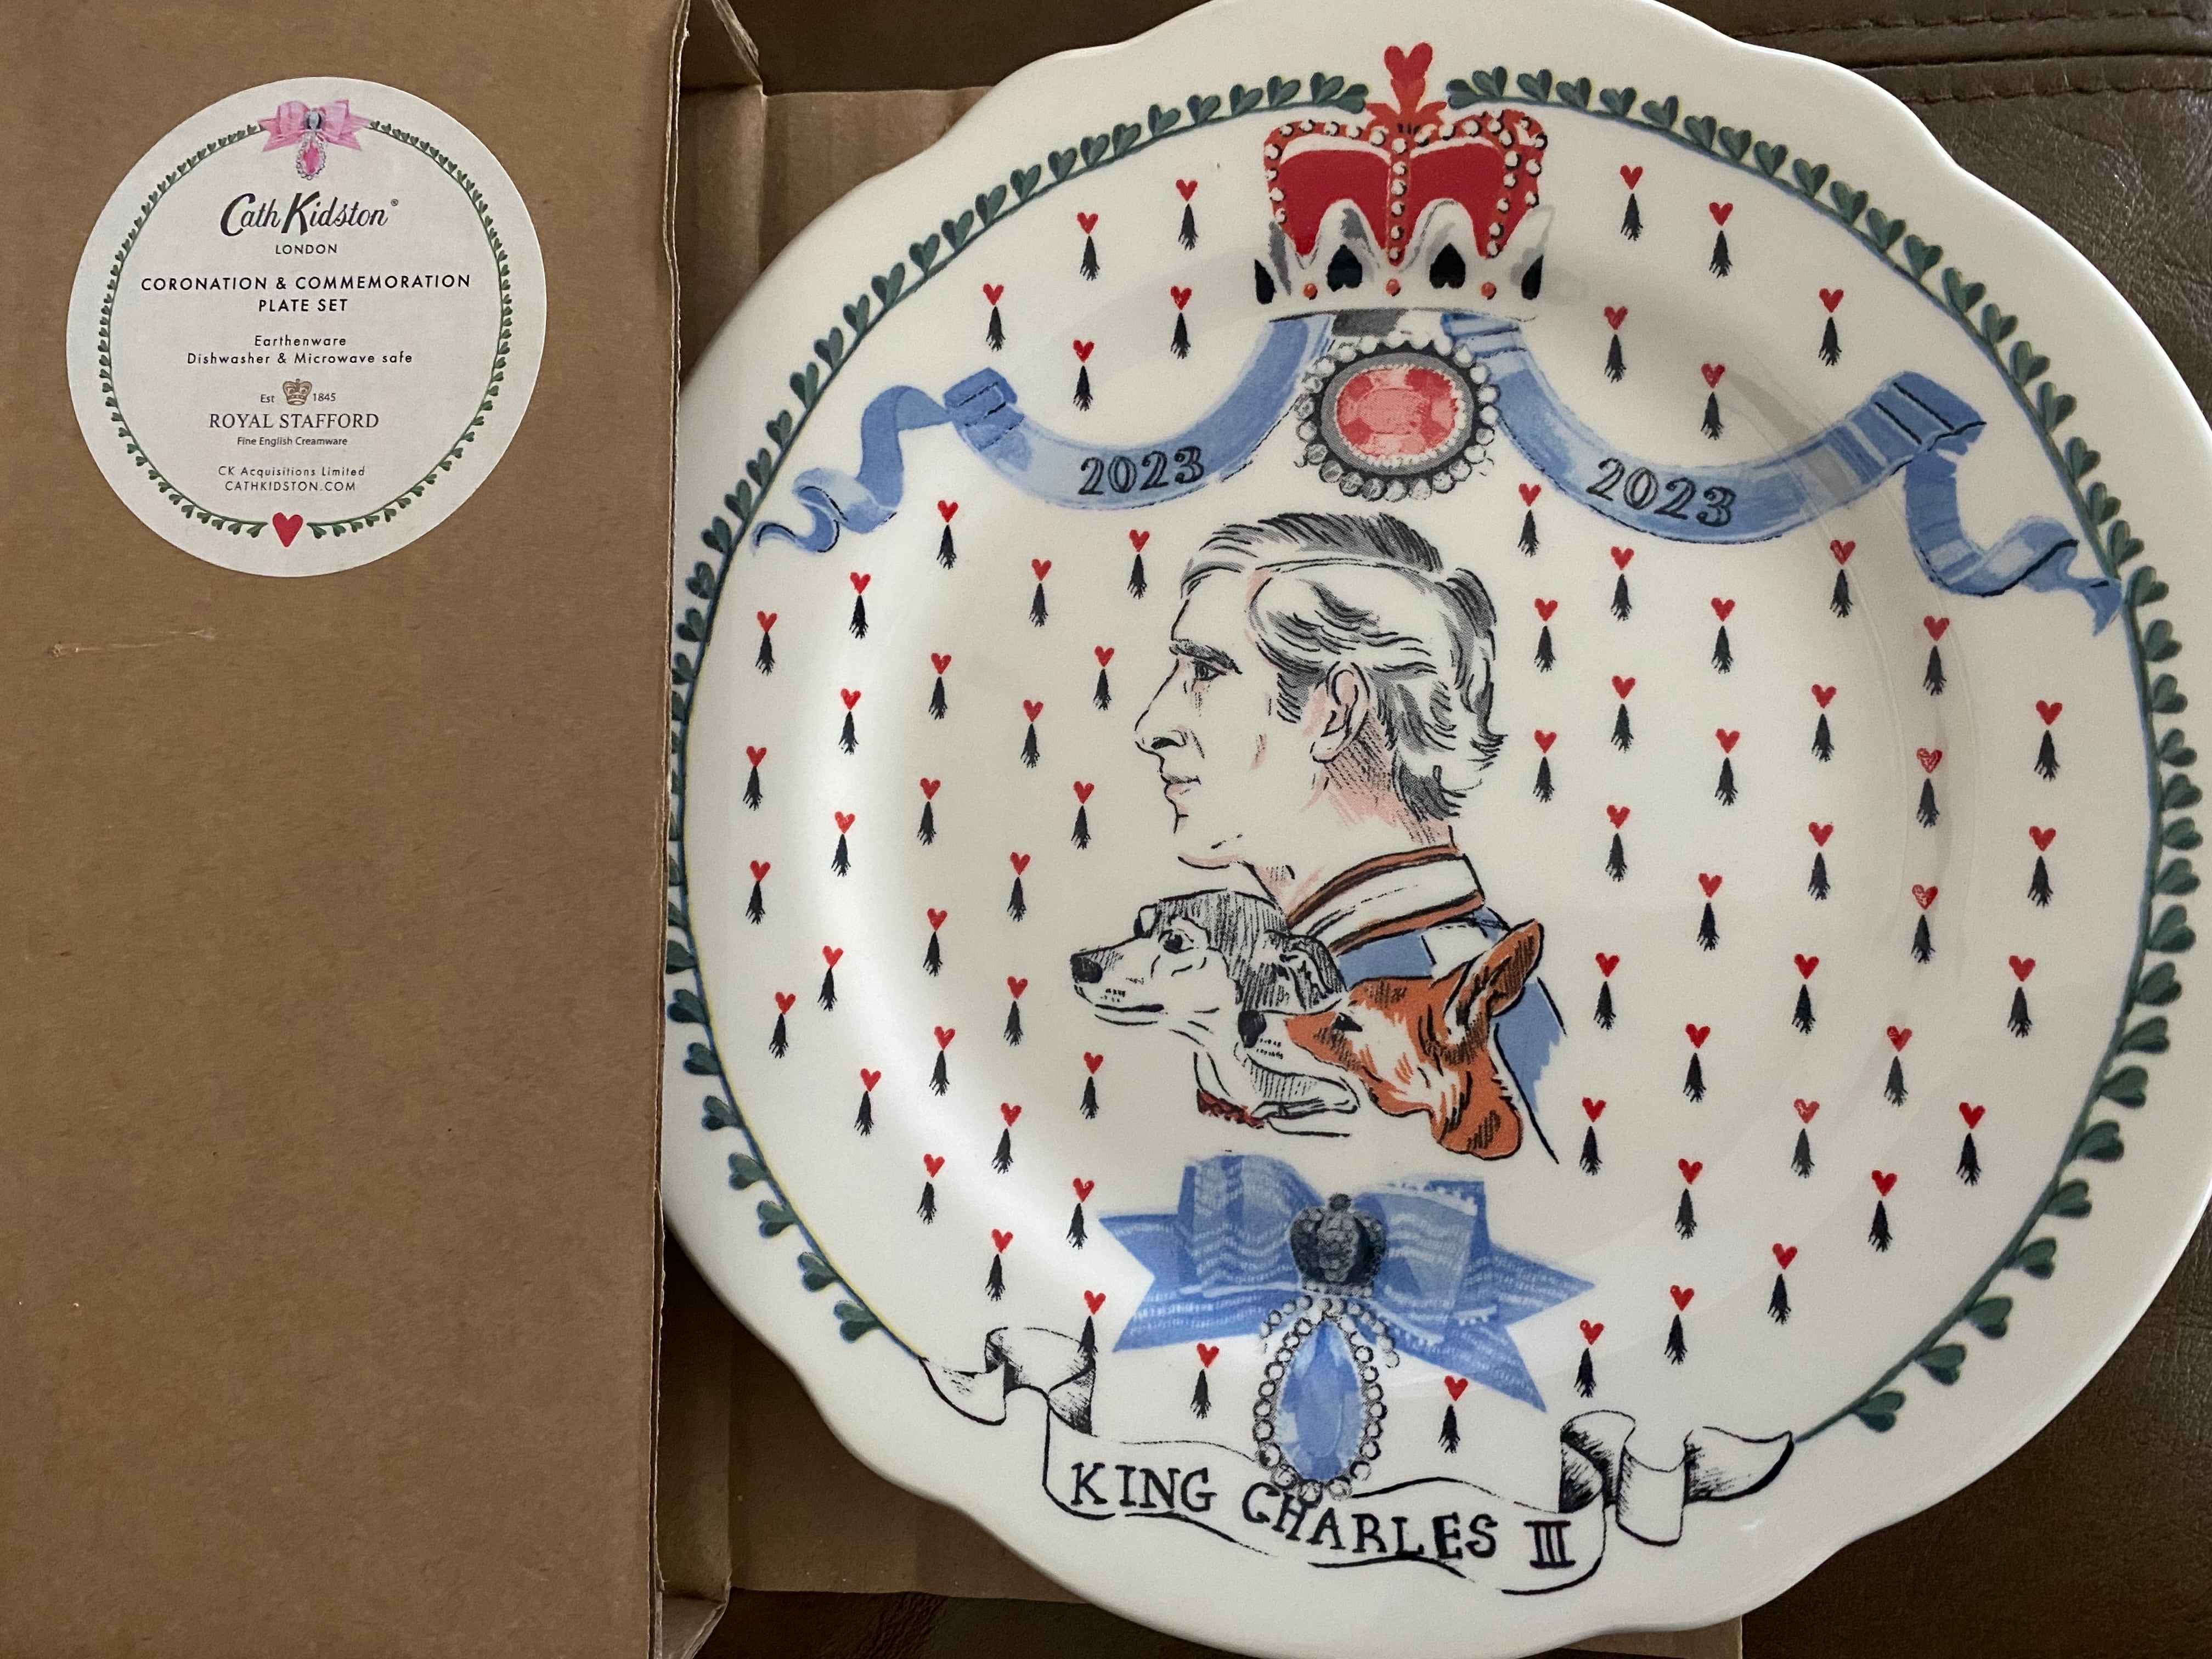 Cath Kidston®
LONDON
CORONATION & COMMEMORATION
PLATE SET
Earthenware
Dishwasher & Microwave safe
Est 1845
ROYAL STAFFORD
Fine English Creamware
CK Acquisitions Limited
CATHKIDSTON.COM
2023 2023
KING CHARLES III